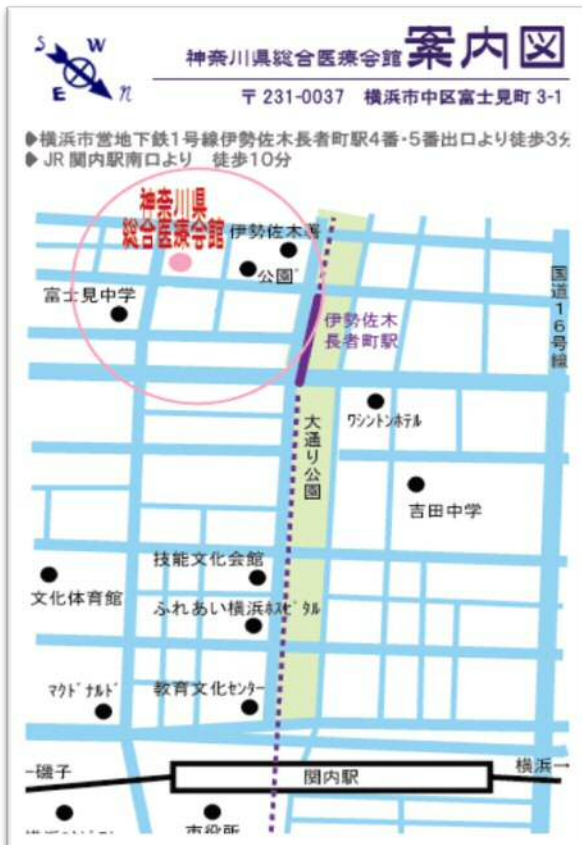 S W
E n
神奈川県総合医療会館 案内図
〒231-0037 横浜市中区富士見町 3-1
横浜市営地下鉄1号線伊勢佐木長者町駅4番・5番出口より徒歩3分
JR 関内駅南口より 徒歩10分
神奈川県
総合医療会館
伊勢佐木署
公園
富士見中学
国道16号線
伊勢佐木
長者町駅
ワシントンホテル
大通り公園
吉田中学
技能文化会館
文化体育館
ふれあい横浜ホスピタル
マクドナルド
教育文化センター
磯子
関内駅
横浜→
市役所